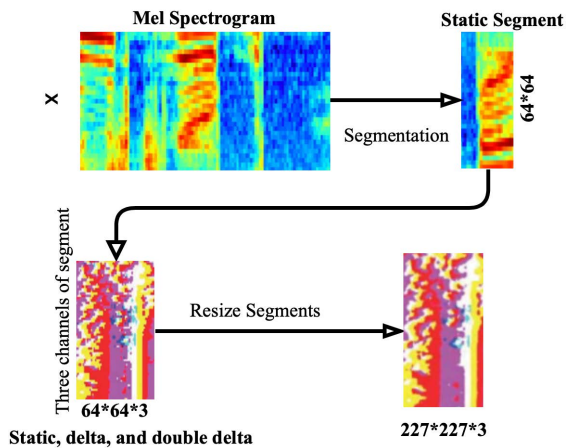 Mel Spectrogram
Static Segment
X
64*64
Segmentation
Three channels of segment
Resize Segments
64*64*3
227*227*3
Static, delta, and double delta